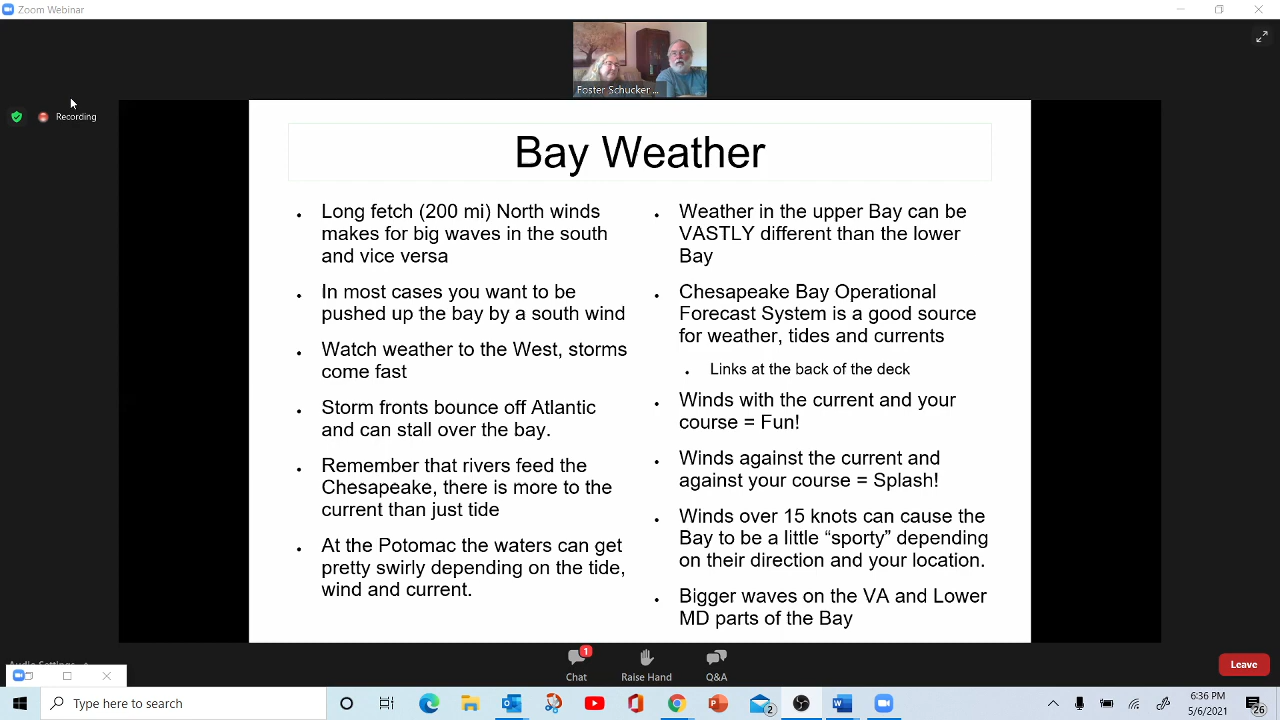 Zoom Webinar
Foster Schucker ...
Recording
Bay Weather
• Long fetch (200 mi) North winds
makes for big waves in the south
and vice versa
• In most cases you want to be
pushed up the bay by a south wind
• Watch weather to the West, storms
come fast
• Storm fronts bounce off Atlantic
and can stall over the bay.
• Remember that rivers feed the
Chesapeake, there is more to the
current than just tide
• At the Potomac the waters can get
pretty swirly depending on the tide,
wind and current.
• Weather in the upper Bay can be
VASTLY different than the lower
Bay
• Chesapeake Bay Operational
Forecast System is a good source
for weather, tides and currents
• Links at the back of the deck
• Winds with the current and your
course = Fun!
• Winds against the current and
against your course = Splash!
• Winds over 15 knots can cause the
Bay to be a little “sporty” depending
on their direction and your location.
• Bigger waves on the VA and Lower
MD parts of the Bay
Audio Settings
1
Chat
Raise Hand
Q&A
Leave
Type here to search
2
6:36 PM
5/6/2021
26